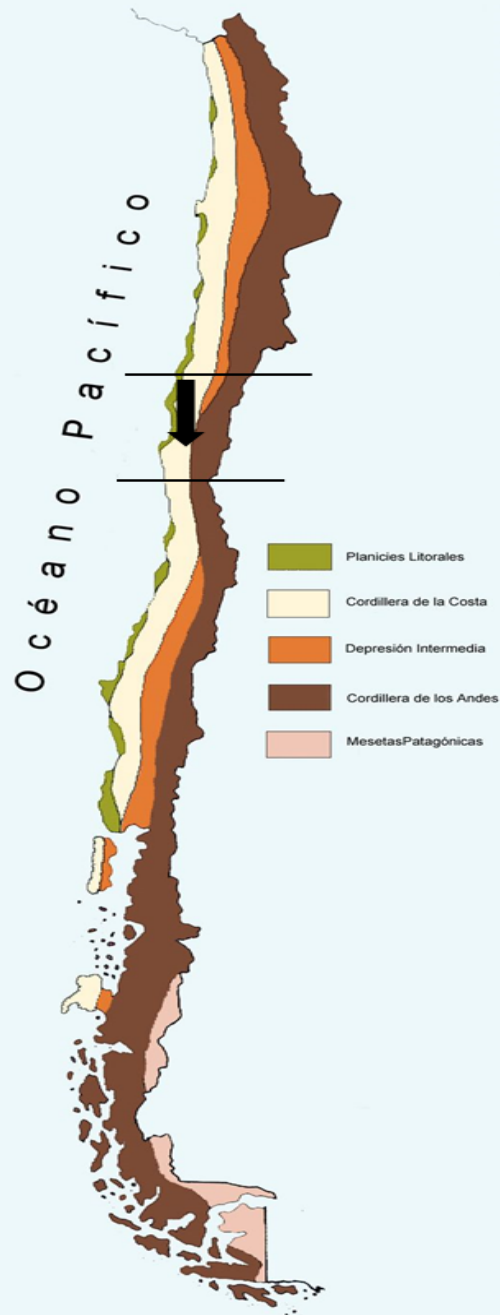 Océano Pacífico
Planicies Litorales
Cordillera de la Costa
Depresión Intermedia
Cordillera de los Andes
MesetasPatagónicas